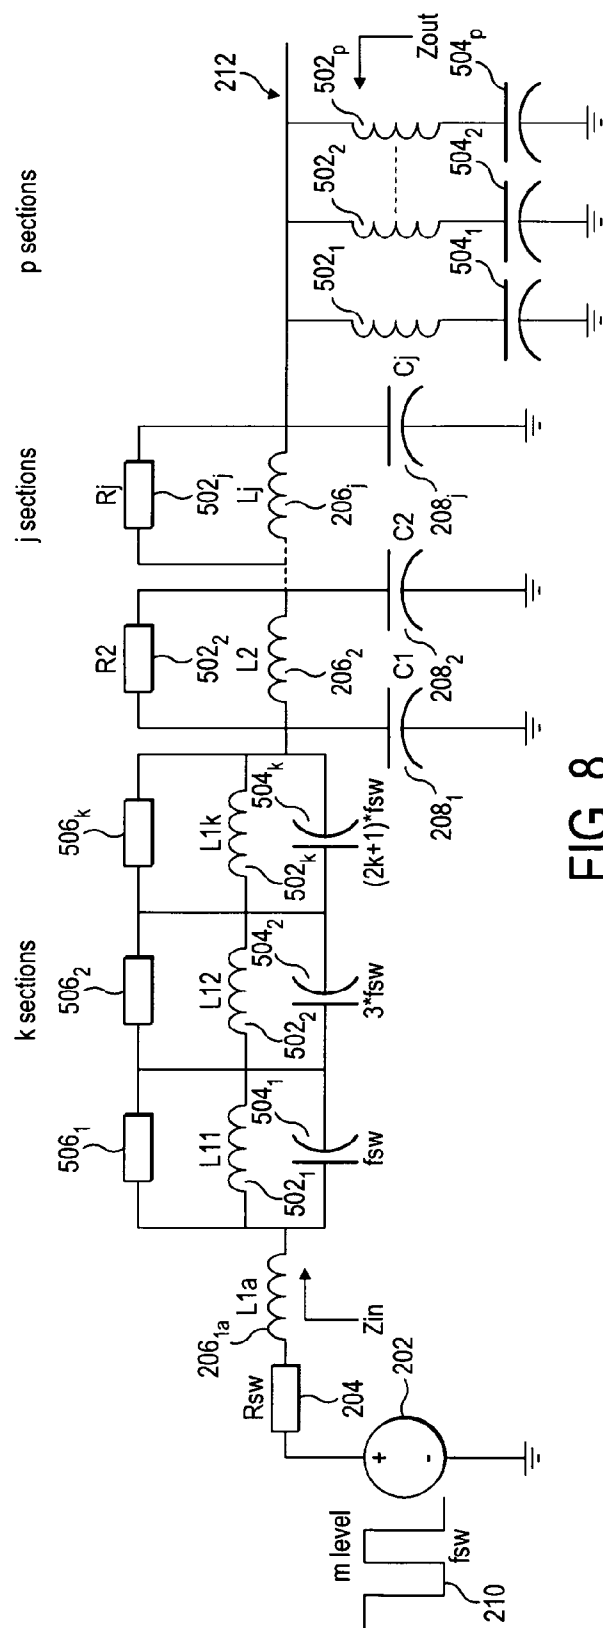 k sections
j sections
p sections
506₁
506₂
506ₖ
R2
502₂
Rj
502ⱼ
212
502₁
502₂
502ₚ
Zout
L11
504₁
502₁
L12
504₂
502₂
L1k
504ₖ
502ₖ
fsw
3*fsw
(2k+1)*fsw
L2
206₂
Lj
206ⱼ
504₁
504₂
504ₚ
206₁ₐ
L1a
Zin
Rsw
204
202
+
-
C1
208₁
C2
208₂
Cj
208ⱼ
m level
fsw
210
FIG. 8